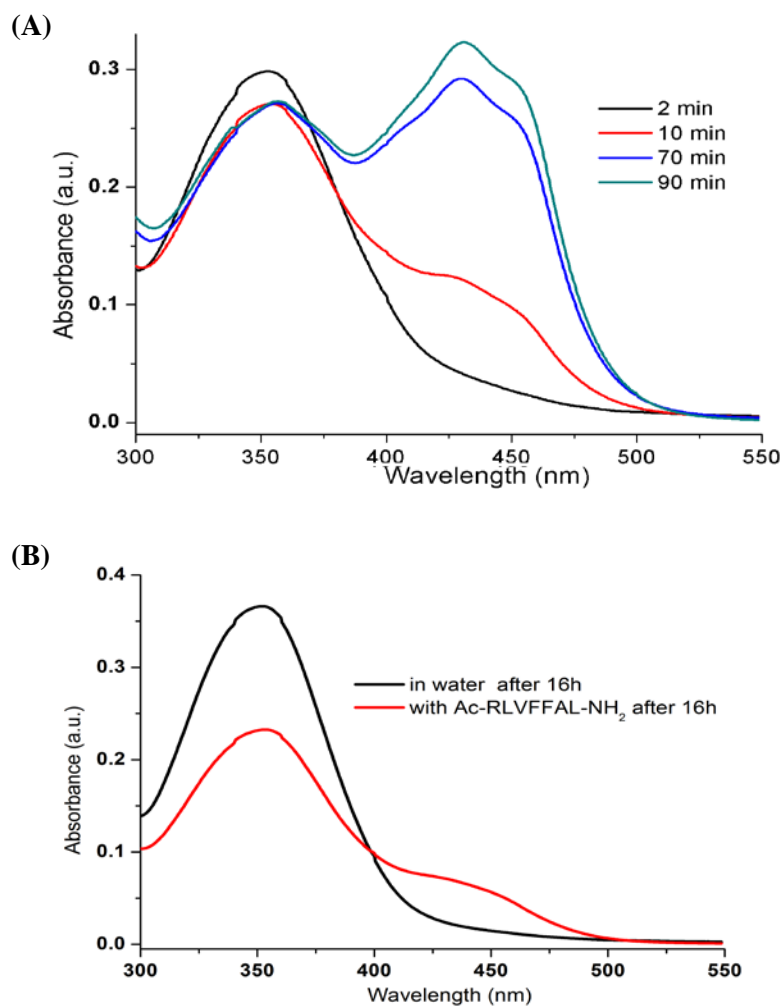 (A)
0.3
0.2
0.1
0.0
Absorbance (a.u.)
2 min
10 min
70 min
90 min
300 350 400 450 500 550
Wavelength (nm)
(B)
0.4
0.3
0.2
0.1
0.0
Absorbance (a.u.)
in water after 16h
with Ac-RLVFFAL-NH₂ after 16h
300 350 400 450 500 550
Wavelength (nm)